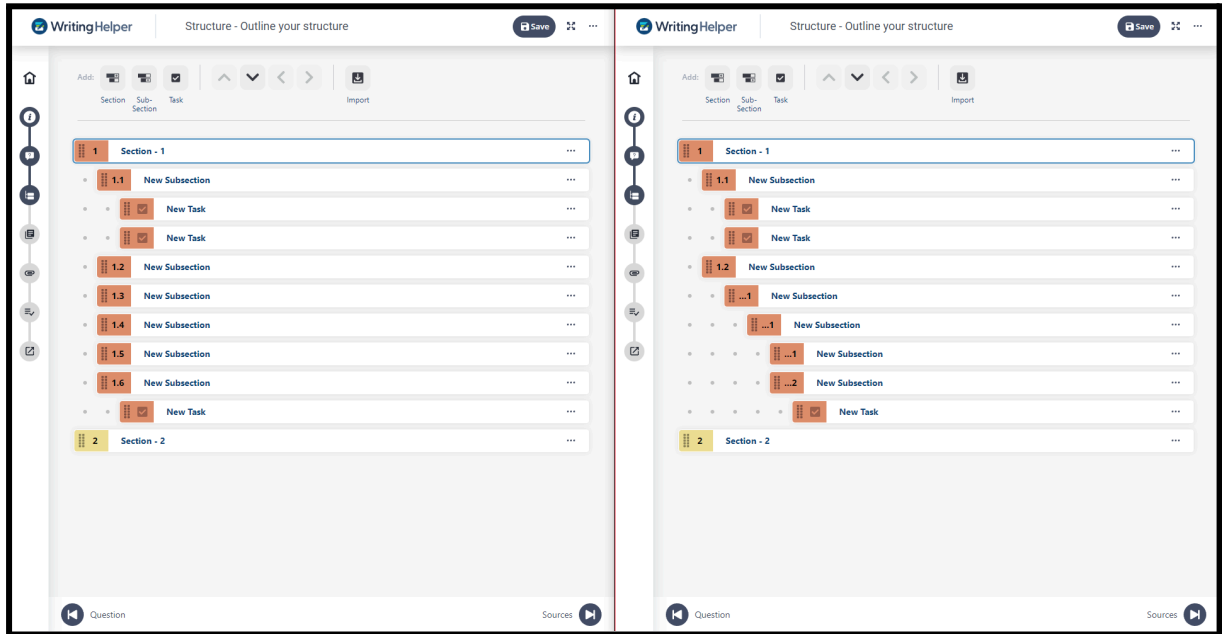 WritingHelper
Structure - Outline your structure
Save
Add:
Section
Sub-
Section
Task
Import
1 Section - 1
1.1 New Subsection
New Task
New Task
1.2 New Subsection
1.3 New Subsection
1.4 New Subsection
1.5 New Subsection
1.6 New Subsection
New Task
2 Section - 2
Question
Sources
WritingHelper
Structure - Outline your structure
Save
Add:
Section
Sub-
Section
Task
Import
1 Section - 1
1.1 New Subsection
New Task
New Task
1.2 New Subsection
...1 New Subsection
...1 New Subsection
...1 New Subsection
...2 New Subsection
New Task
2 Section - 2
Question
Sources